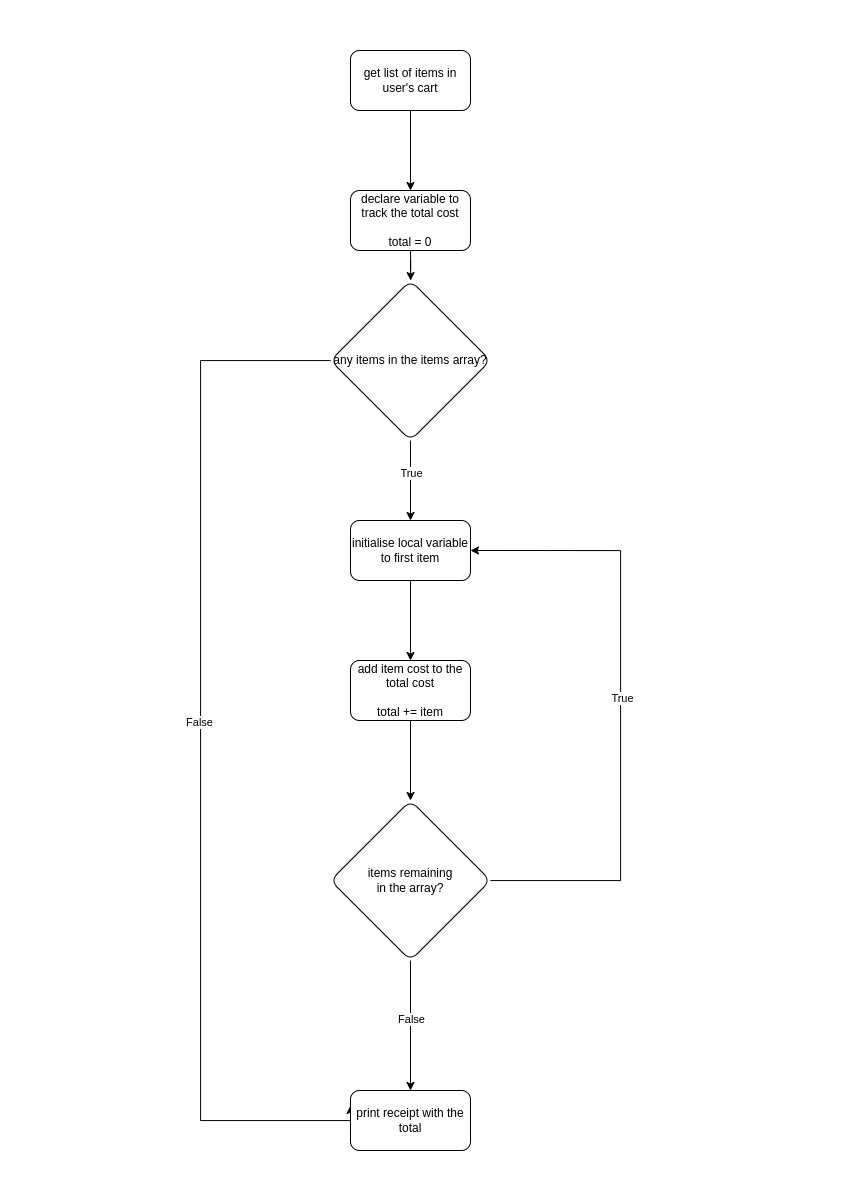 get list of items in
user's cart
declare variable to
track the total cost
total = 0
any items in the items array?
True
initialise local variable
to first item
add item cost to the
total cost
total += item
True
False
items remaining
in the array?
False
print receipt with the
total